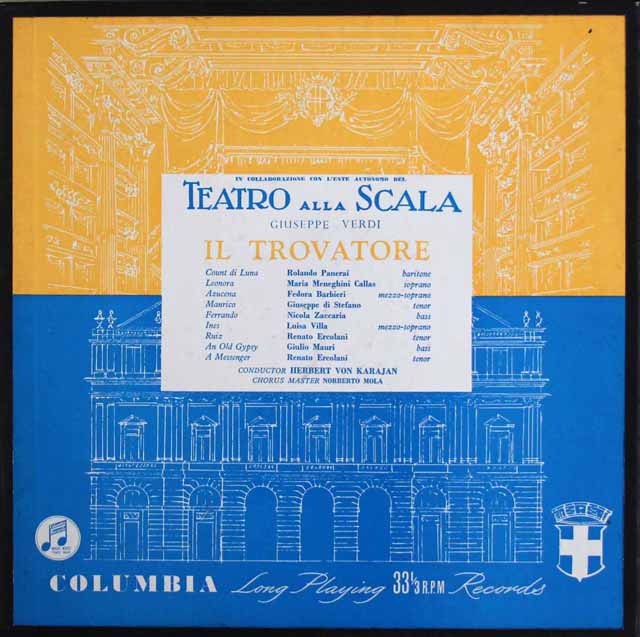 IN COLLABORAZIONE CON L'ENTE AUTONOMO DEL
TEATRO ALLA SCALA
GIUSEPPE VERDI
IL TROVATORE
Count di Luna Rolando Panerai baritone
Leonora Maria Meneghini Callas soprano
Azucena Fedora Barbieri mezzo-soprano
Manrico Giuseppe di Stefano tenor
Ferrando Nicola Zaccaria bass
Ines Luisa Villa mezzo-soprano
Ruiz Renato Ercolani tenor
An Old Gypsy Giulio Mauri bass
A Messenger Renato Ercolani tenor
CONDUCTOR HERBERT VON KARAJAN
CHORUS MASTER NORBERTO MOLA
COLUMBIA Long Playing 33 1/3 R.P.M Records